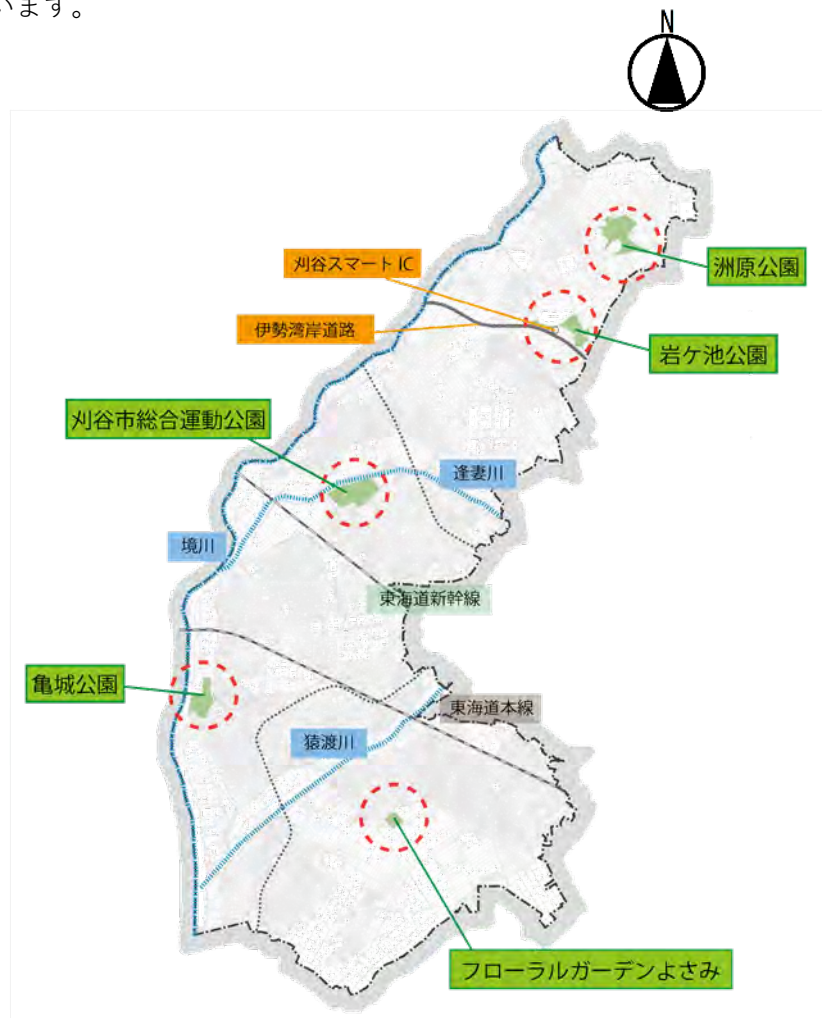 います。
N
洲原公園
刈谷スマート IC
伊勢湾岸道路
岩ケ池公園
刈谷市総合運動公園
逢妻川
境川
東海道新幹線
亀城公園
東海道本線
猿渡川
フローラルガーデンよさみ